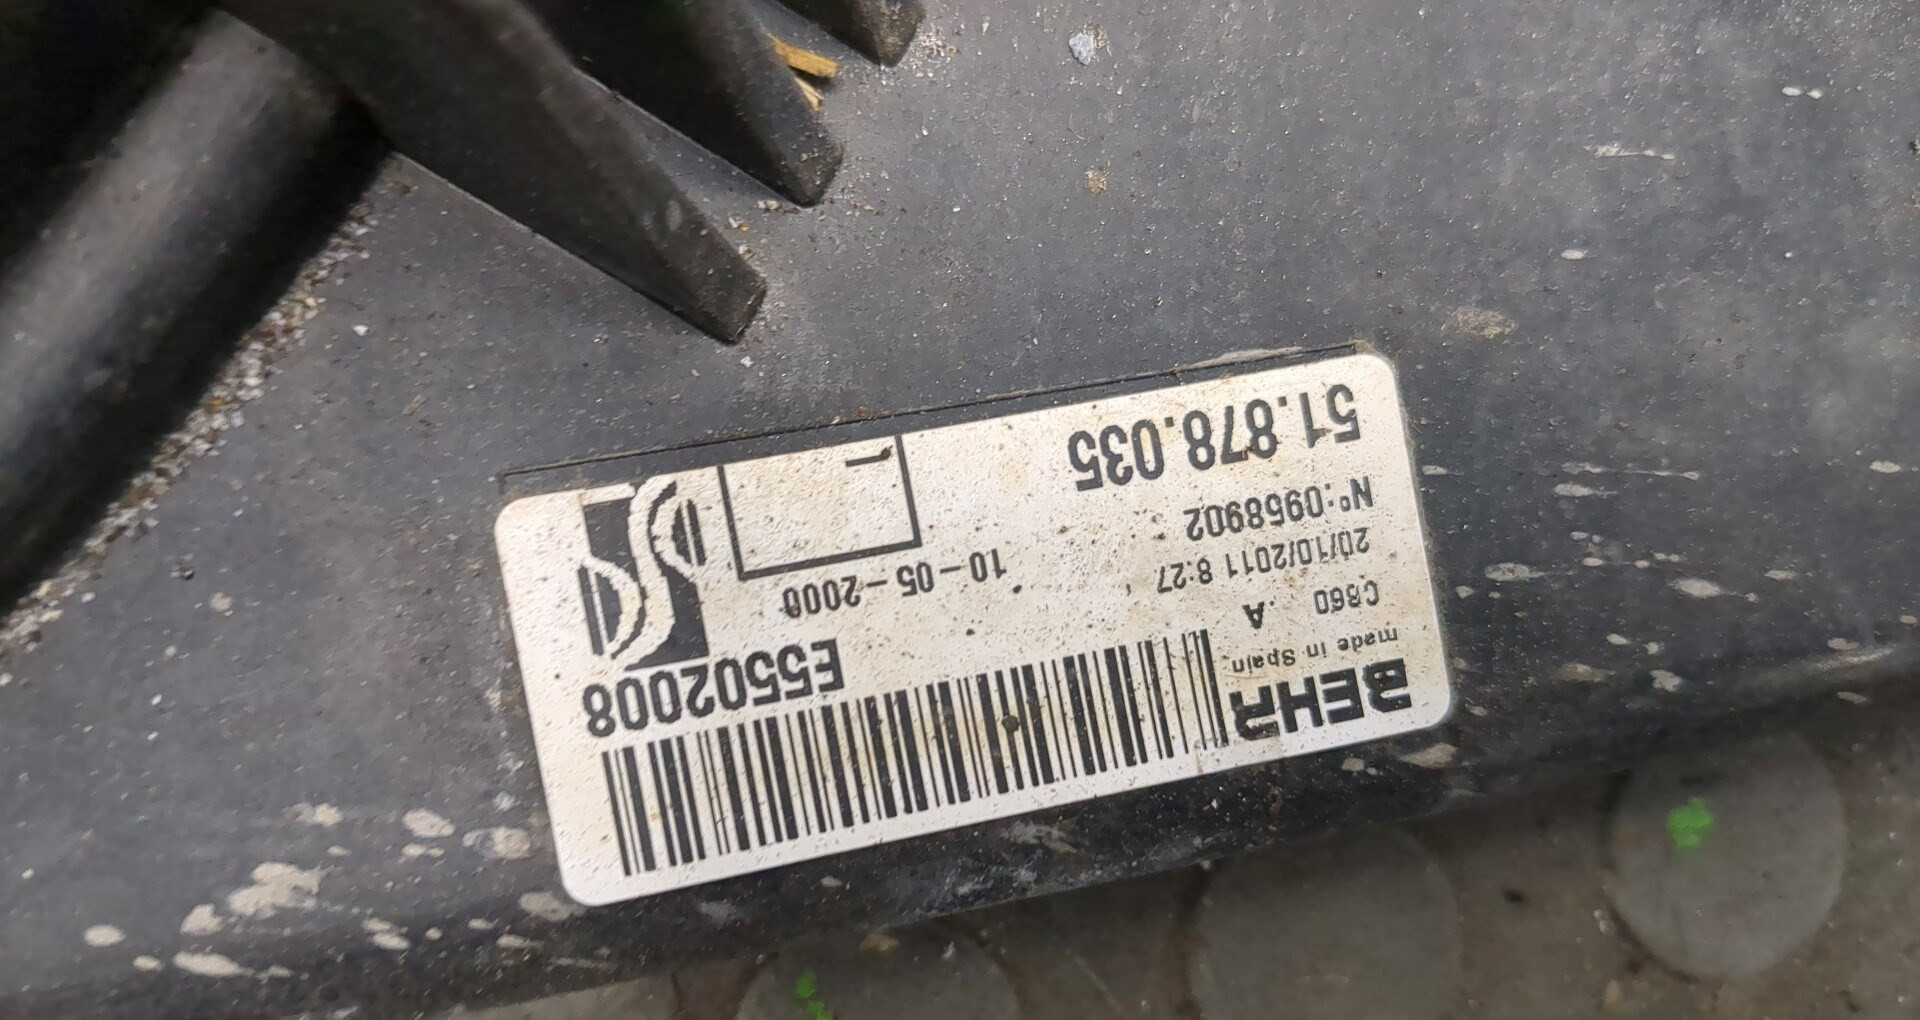 BEHR
made in Spain
C860 A
20/10/2011 8:27
N°:0958902
51.878.035
E5502008
10-05-2000